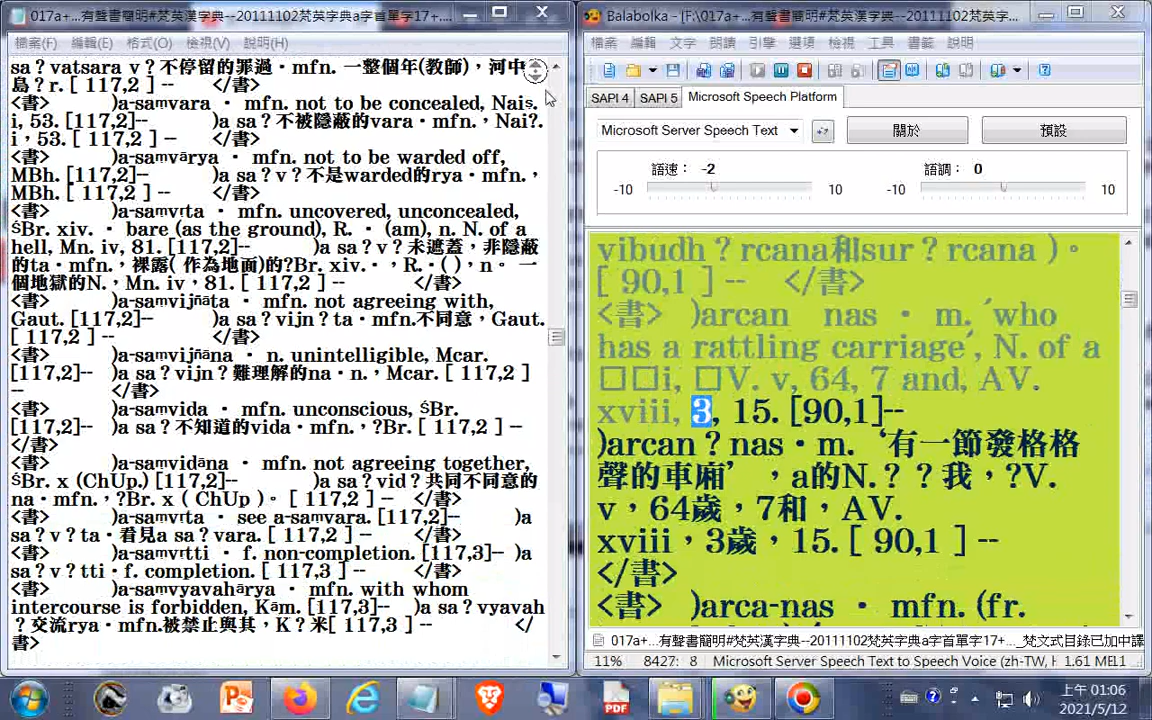 017a+...有聲書簡明#梵英漢字典--20111102梵英字典a字首單字17+...
檔案(F) 編輯(E) 格式(O) 檢視(V) 說明(H)
sa？vatsara v？不停留的罪過・mfn. 一整個年(教師)，河中
島？r. [ 117,2 ] -- </書>
<書> )a-saṃvara ・ mfn. not to be concealed, Naiṣ.
i, 53. [117,2]-- )a sa？不被隱蔽的vara・mfn.，Nai?.
i，53. [ 117,2 ] -- </書>
<書> )a-saṃvārya ・ mfn. not to be warded off,
MBh. [117,2]-- )a sa？v？不是warded的rya・mfn.，
MBh. [ 117,2 ] -- </書>
<書> )a-saṃvṛta ・ mfn. uncovered, unconcealed,
ŚBr. xiv. ・ bare (as the ground), R. ・ (am), n. N. of a
hell, Mn. iv, 81. [117,2]-- )a sa？v？未遮蓋，非隱蔽
的ta・mfn.，裸露( 作為地面)的?Br. xiv.・，R.・( )，n。 一
個地獄的N.，Mn. iv，81. [ 117,2 ] -- </書>
<書> )a-saṃvijñāta ・ mfn. not agreeing with,
Gaut. [117,2]-- )a sa？vijn？ta・mfn.不同意，Gaut.
[ 117,2 ] -- </書>
<書> )a-saṃvijñāna ・ n. unintelligible, Mcar.
[117,2]-- )a sa？vijn？難理解的na・n.，Mcar. [ 117,2 ]
-- </書>
<書> )a-saṃvida ・ mfn. unconscious, ŚBr.
[117,2]-- )a sa？不知道的vida・mfn.，?Br. [ 117,2 ] --
</書>
<書> )a-saṃvidāna ・ mfn. not agreeing together,
ŚBr. x (ChUp.) [117,2]-- )a sa？vid？共同不同意的
na・mfn.，?Br. x ( ChUp )。 [ 117,2 ] -- </書>
<書> )a-saṃvṛta ・ see a-saṃvara. [117,2]-- )a
sa？v？ta・看見a sa？vara. [ 117,2 ] -- </書>
<書> )a-saṃvṛtti ・ f. non-completion. [117,3]-- )a
sa？v？tti・f. completion. [ 117,3 ] -- </書>
<書> )a-saṃvyavahārya ・ mfn. with whom
intercourse is forbidden, Kām. [117,3]-- )a sa？vyavah
？交流rya・mfn.被禁止與其，K？米[ 117,3 ] -- </
書>
Balabolka - [F:\017a+...有聲書簡明#梵英漢字典--20111102梵英字...
檔案 編輯 文字 朗讀 引擎 選項 檢視 工具 書籤 說明
SAPI 4 SAPI 5 Microsoft Speech Platform
Microsoft Server Speech Text 關於 預設
語速： -2 語調： 0
-10 10 -10 10
vibudh？rcana和sur？rcana )。
[ 90,1 ] -- </書>
<書> )arcan nas ・ m. 'who
has a rattling carriage', N. of a
□□i, □V. v, 64, 7 and, AV.
xviii, 3, 15. [90,1]--
)arcan？nas・m.‘有一節發格格
聲的車廂’，a的N.？？我，?V.
v，64歲，7和，AV.
xviii，3歲，15. [ 90,1 ] --
</書>
<書> )arca-nas ・ mfn. (fr.
017a+...有聲書簡明#梵英漢字典--20111102梵英字典a字首單字17+..._梵文式目錄已加中譯
11% 8427: 8 Microsoft Server Speech Text to Speech Voice (zh-TW, H 1.61 МБ1
上午 01:06
2021/5/12